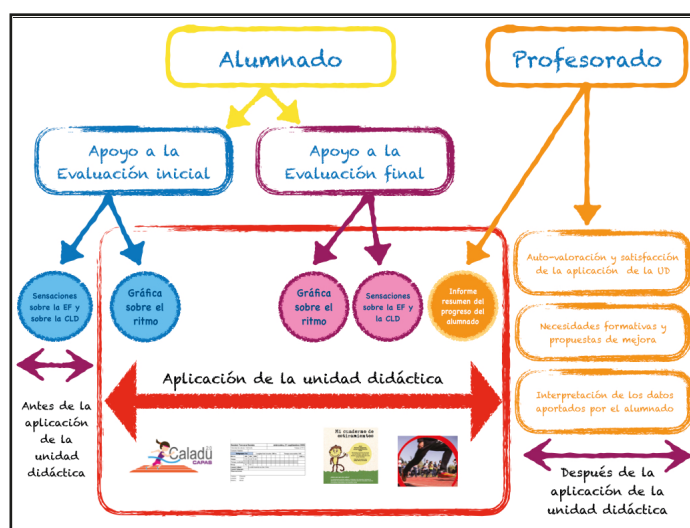 Alumnado
Profesorado
Apoyo a la
Evaluación inicial
Apoyo a la
Evaluación final
Sensaciones
sobre la EF y
sobre la CLD
Gráfica
sobre el
ritmo
Gráfica
sobre el
ritmo
Sensaciones
sobre la EF y
la CLD
Informe
resumen del
progreso del
alumnado
Auto-valoración y satisfacción
de la aplicación de la UD
Necesidades formativas y
propuestas de mejora
Interpretación de los datos
aportados por el alumnado
Aplicación de la unidad didáctica
Antes de la
aplicación
de la
unidad
didáctica
Caladü
CAPAS
Mi cuaderno de
Después de la
aplicación de la
unidad didáctica